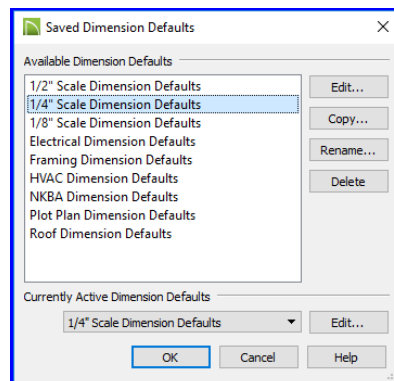 Saved Dimension Defaults
Available Dimension Defaults
1/2" Scale Dimension Defaults
1/4" Scale Dimension Defaults
1/8" Scale Dimension Defaults
Electrical Dimension Defaults
Framing Dimension Defaults
HVAC Dimension Defaults
NKBA Dimension Defaults
Plot Plan Dimension Defaults
Roof Dimension Defaults
Edit...
Copy...
Rename...
Delete
Currently Active Dimension Defaults
1/4" Scale Dimension Defaults
Edit...
OK
Cancel
Help